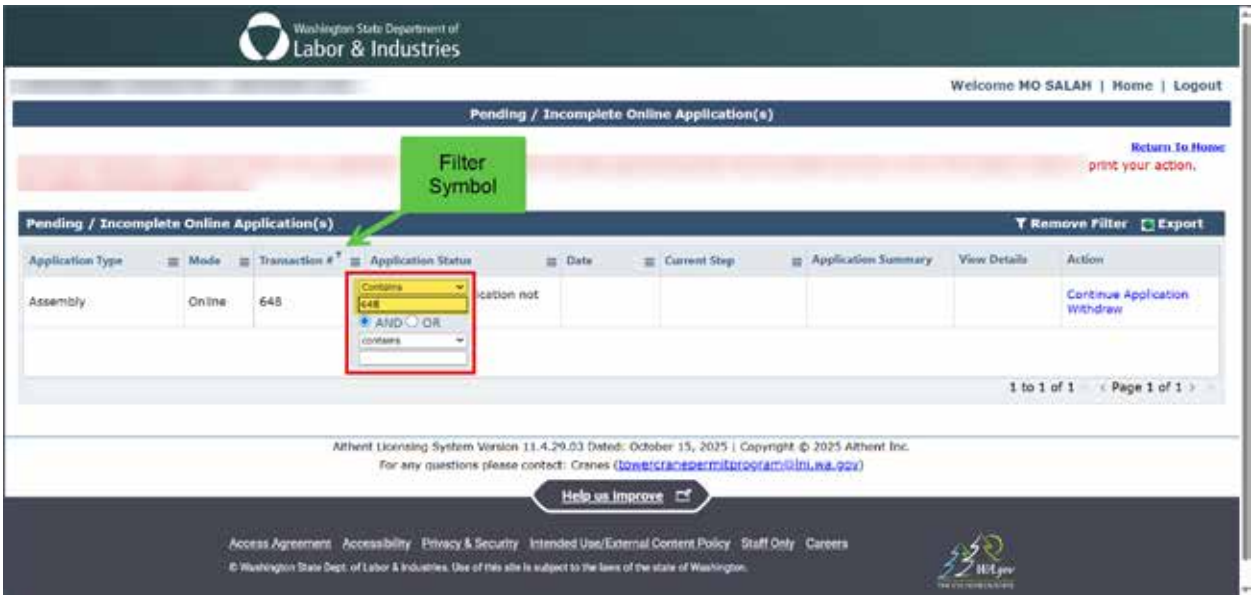 Washington State Department of
Labor & Industries
Welcome MO SALAH | Home | Logout
Pending / Incomplete Online Application(s)
Return To Home
print your action.
Filter
Symbol
Pending / Incomplete Online Application(s)
Remove Filter Export
Application Type Mode Transaction # Application Status Date Current Step Application Summary View Details Action
Assembly Online 648 ication not Continue Application
Withdraw
Contains
648
AND OR
contains
1 to 1 of 1 Page 1 of 1
Althent Licensing System Version 11.4.29.03 Dated: October 15, 2025 | Copyright © 2025 Althent Inc.
For any questions please contact: Cranes (towercranepermitprogram@lni.wa.gov)
Help us improve
Access Agreement Accessibility Privacy & Security Intended Use/External Content Policy Staff Only Careers
© Washington State Dept. of Labor & Industries. Use of this site is subject to the laws of the state of Washington.
WA.gov